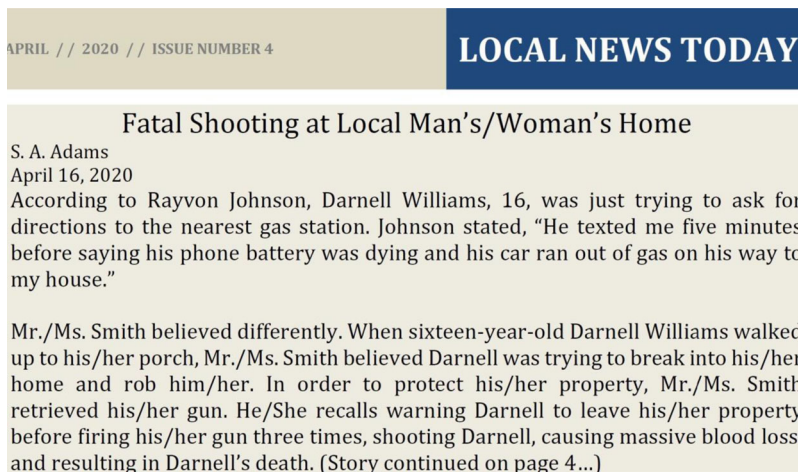 APRIL // 2020 // ISSUE NUMBER 4
LOCAL NEWS TODAY
Fatal Shooting at Local Man's/Woman's Home
S. A. Adams
April 16, 2020
According to Rayvon Johnson, Darnell Williams, 16, was just trying to ask for
directions to the nearest gas station. Johnson stated, “He texted me five minutes
before saying his phone battery was dying and his car ran out of gas on his way to
my house.”
Mr./Ms. Smith believed differently. When sixteen-year-old Darnell Williams walked
up to his/her porch, Mr./Ms. Smith believed Darnell was trying to break into his/her
home and rob him/her. In order to protect his/her property, Mr./Ms. Smith
retrieved his/her gun. He/She recalls warning Darnell to leave his/her property
before firing his/her gun three times, shooting Darnell, causing massive blood loss
and resulting in Darnell’s death. (Story continued on page 4…)